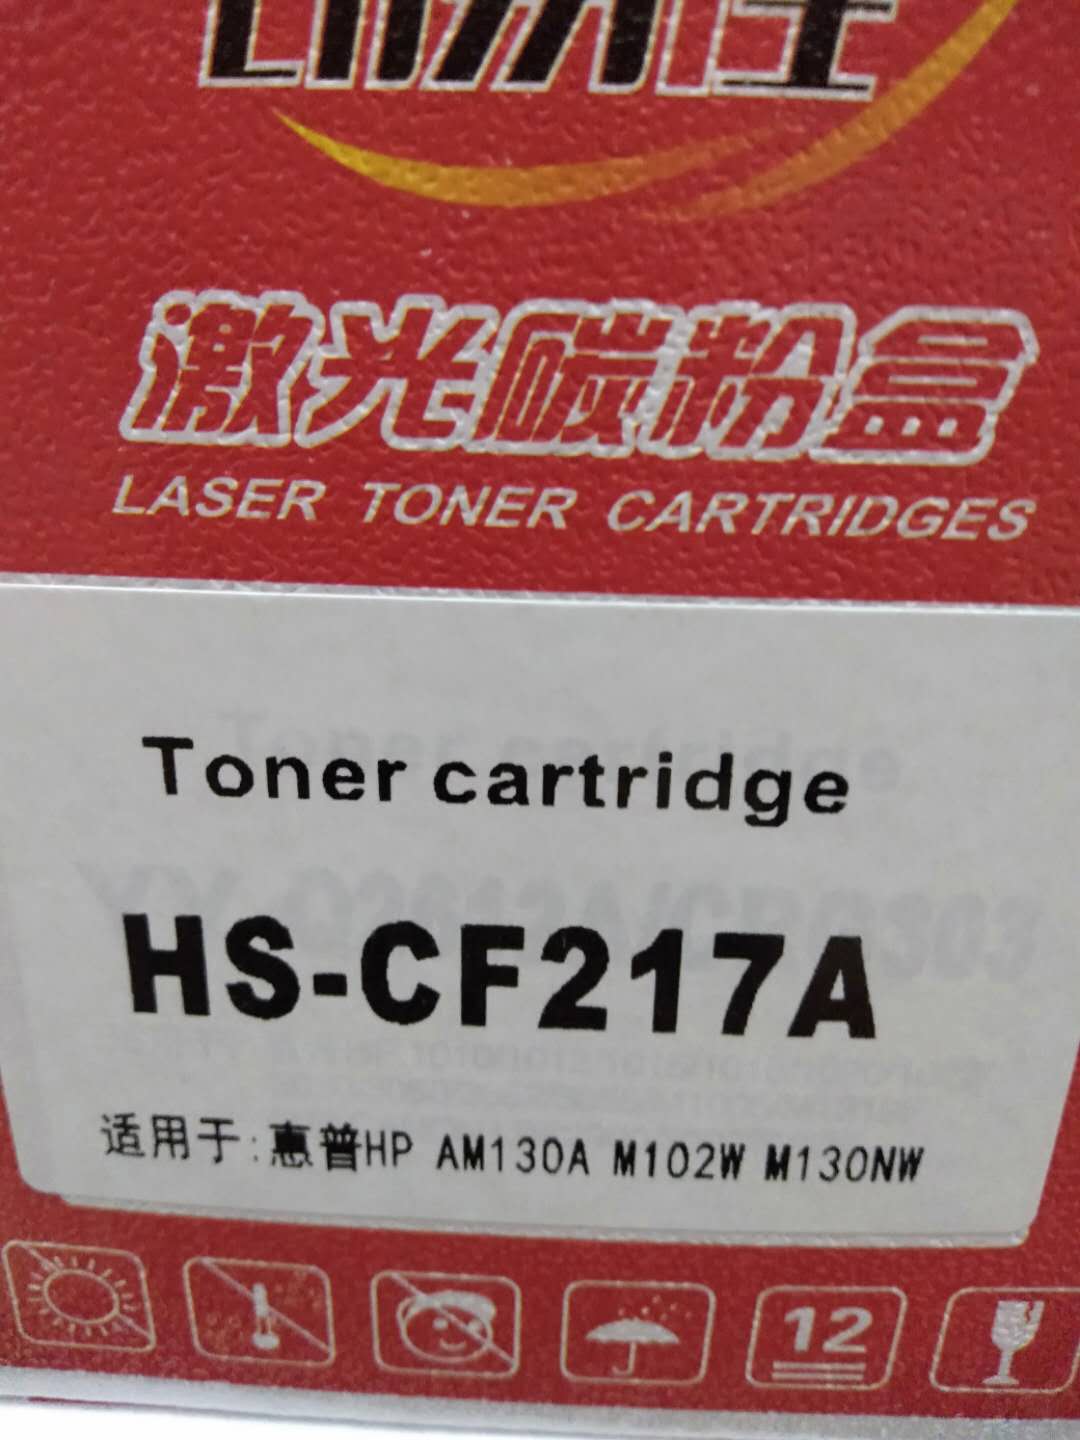 激光碳粉盒
LASER TONER CARTRIDGES
Toner cartridge
HS-CF217A
适用于:惠普HP AM130A M102W M130NW
12